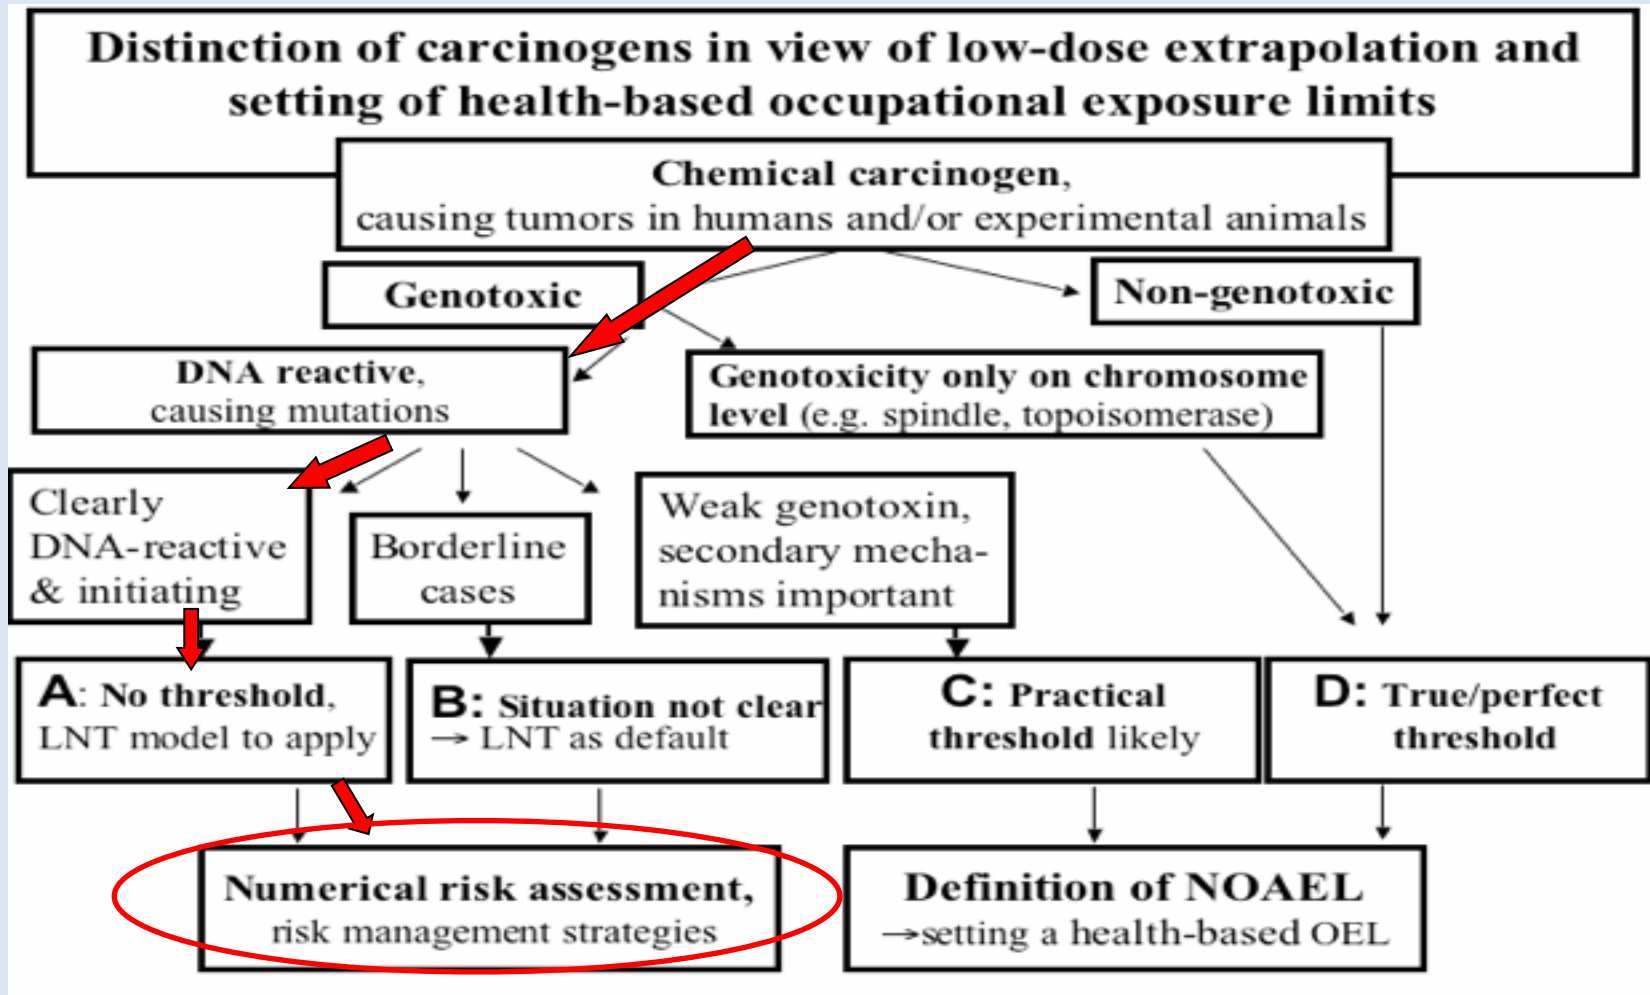 Distinction of carcinogens in view of low-dose extrapolation and
setting of health-based occupational exposure limits
Chemical carcinogen,
causing tumors in humans and/or experimental animals
Genotoxic
Non-genotoxic
DNA reactive,
causing mutations
Genotoxicity only on chromosome
level (e.g. spindle, topoisomerase)
Clearly
DNA-reactive
& initiating
Borderline
cases
Weak genotoxin,
secondary mecha-
nisms important
A: No threshold,
LNT model to apply
B: Situation not clear
→ LNT as default
C: Practical
threshold likely
D: True/perfect
threshold
Numerical risk assessment,
risk management strategies
Definition of NOAEL
→setting a health-based OEL